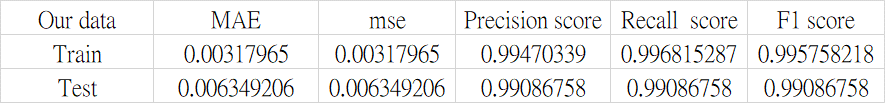 Our data MAE mse Precision score Recall score F1 score
Train 0.00317965 0.00317965 0.99470339 0.996815287 0.995758218
Test 0.006349206 0.006349206 0.99086758 0.99086758 0.99086758